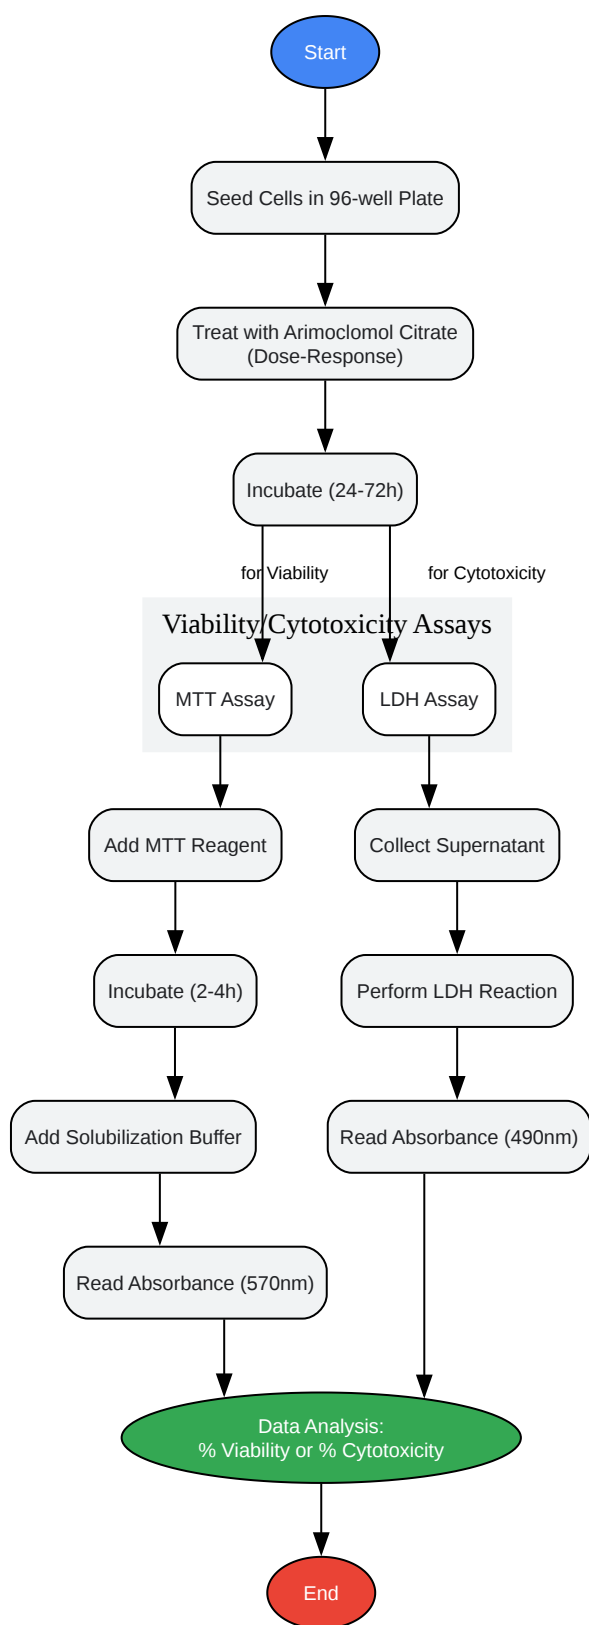 Start
Seed Cells in 96-well Plate
Treat with Arimoclomol Citrate
(Dose-Response)
Incubate (24-72h)
for Viability
for Cytotoxicity
Viability/Cytotoxicity Assays
MTT Assay
LDH Assay
Add MTT Reagent
Collect Supernatant
Incubate (2-4h)
Perform LDH Reaction
Add Solubilization Buffer
Read Absorbance (490nm)
Read Absorbance (570nm)
Data Analysis:
% Viability or % Cytotoxicity
End